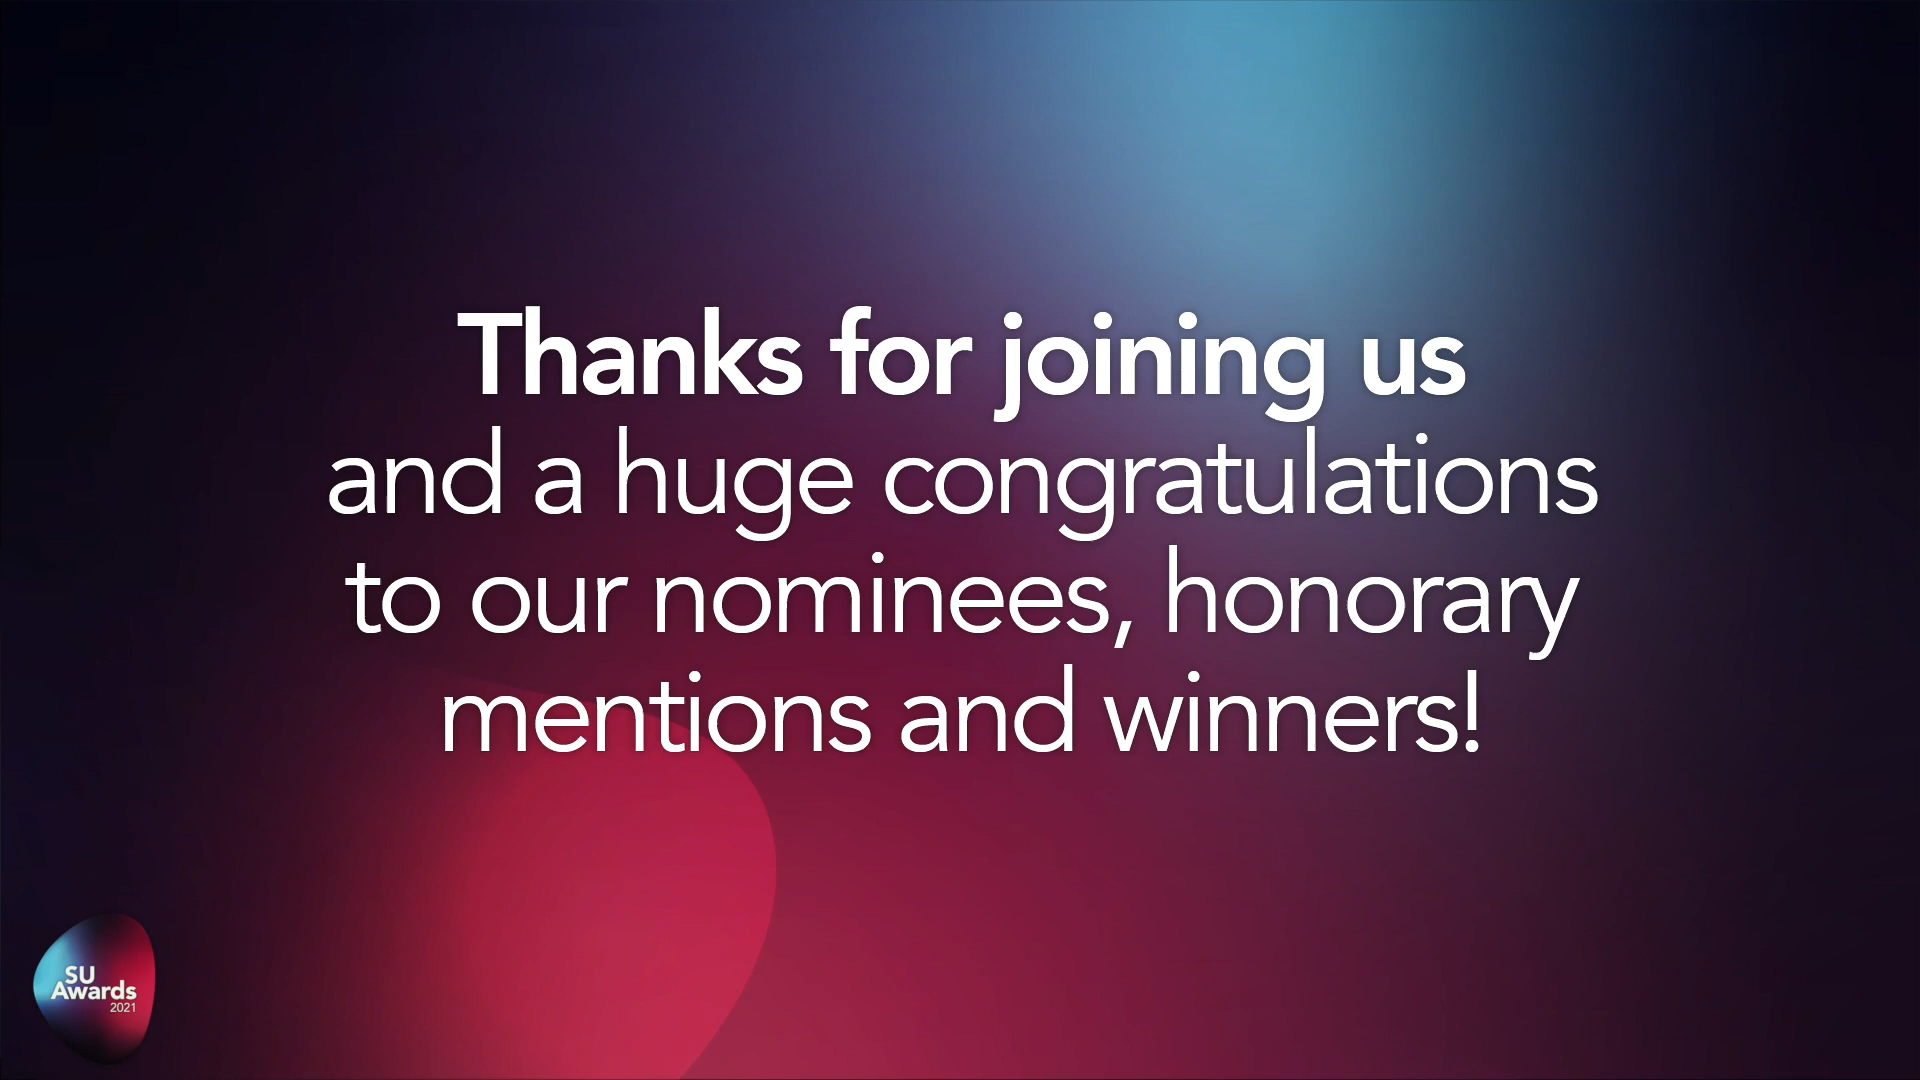 Thanks for joining us
and a huge congratulations
to our nominees, honorary
mentions and winners!
SU
Awards
2021